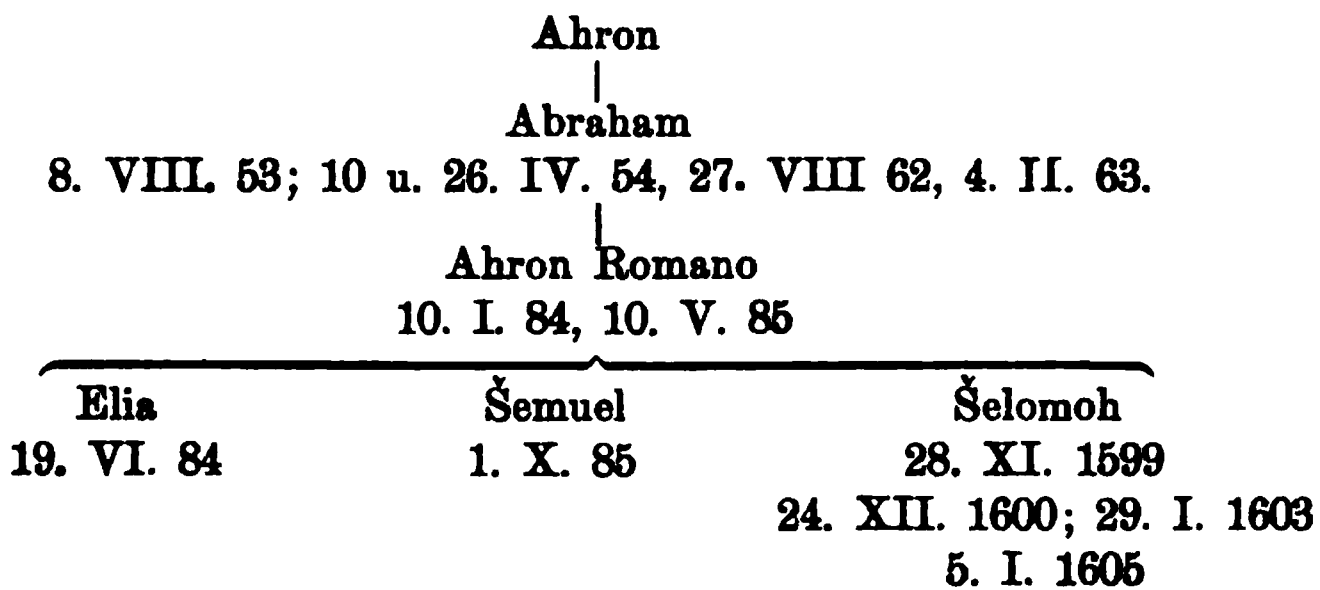 Ahron
Abraham
8. VIII. 53; 10 u. 26. IV. 54, 27. VIII 62, 4. II. 63.
Ahron Romano
10. I. 84, 10. V. 85
Elia Šemuel Šelomoh
19. VI. 84 1. X. 85 28. XI. 1599
24. XII. 1600; 29. I. 1603
5. I. 1605